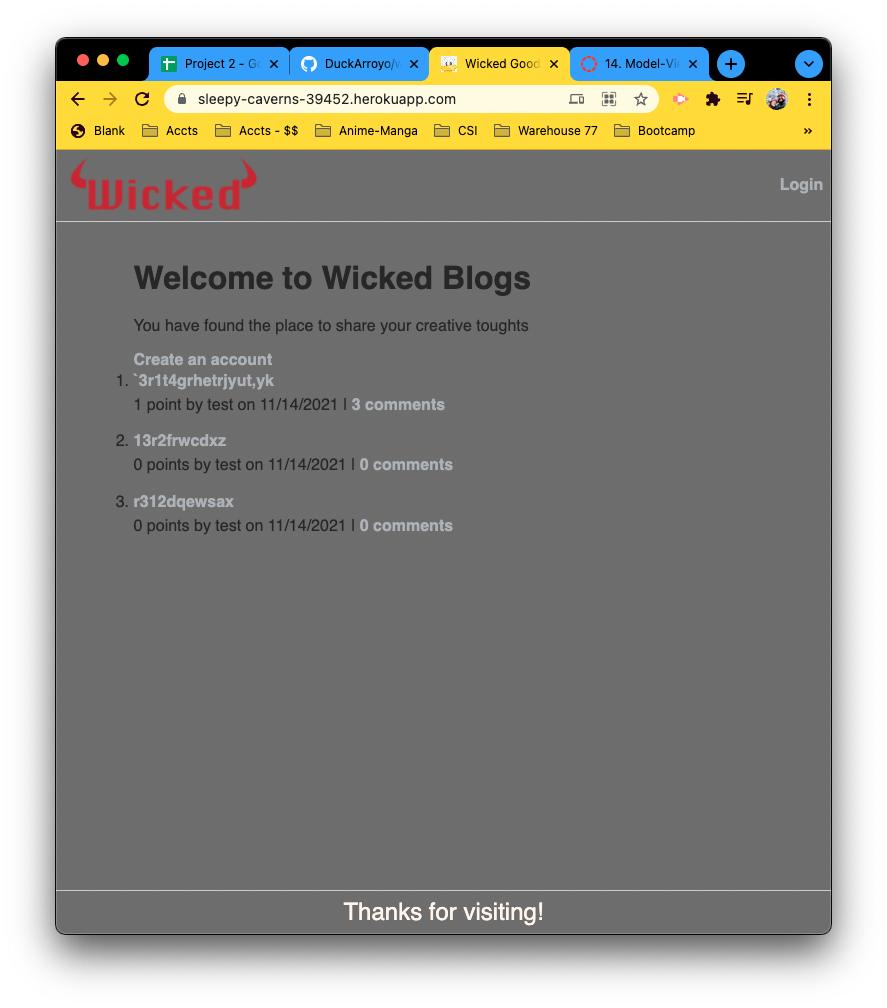 Project 2 - Go
DuckArroyo/w
Wicked Good
14. Model-Vi
sleepy-caverns-39452.herokuapp.com
Blank Accts Accts - $$ Anime-Manga CSI Warehouse 77 Bootcamp »
Wicked
Login
Welcome to Wicked Blogs
You have found the place to share your creative toughts
Create an account
1. `3r1t4grhetrjyut,yk
1 point by test on 11/14/2021 | 3 comments
2. 13r2frwcdxz
0 points by test on 11/14/2021 | 0 comments
3. r312dqewsax
0 points by test on 11/14/2021 | 0 comments
Thanks for visiting!